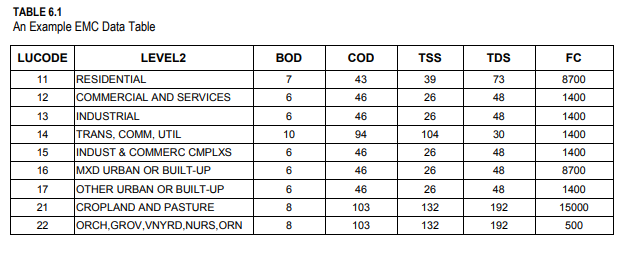 TABLE 6.1
An Example EMC Data Table
LUCODE LEVEL2 BOD COD TSS TDS FC
11 RESIDENTIAL 7 43 39 73 8700
12 COMMERCIAL AND SERVICES 6 46 26 48 1400
13 INDUSTRIAL 6 46 26 48 1400
14 TRANS, COMM, UTIL 10 94 104 30 1400
15 INDUST & COMMERC CMPLXS 6 46 26 48 1400
16 MXD URBAN OR BUILT-UP 6 46 26 48 8700
17 OTHER URBAN OR BUILT-UP 6 46 26 48 1400
21 CROPLAND AND PASTURE 8 103 132 192 15000
22 ORCH,GROV,VNYRD,NURS,ORN 8 103 132 192 500